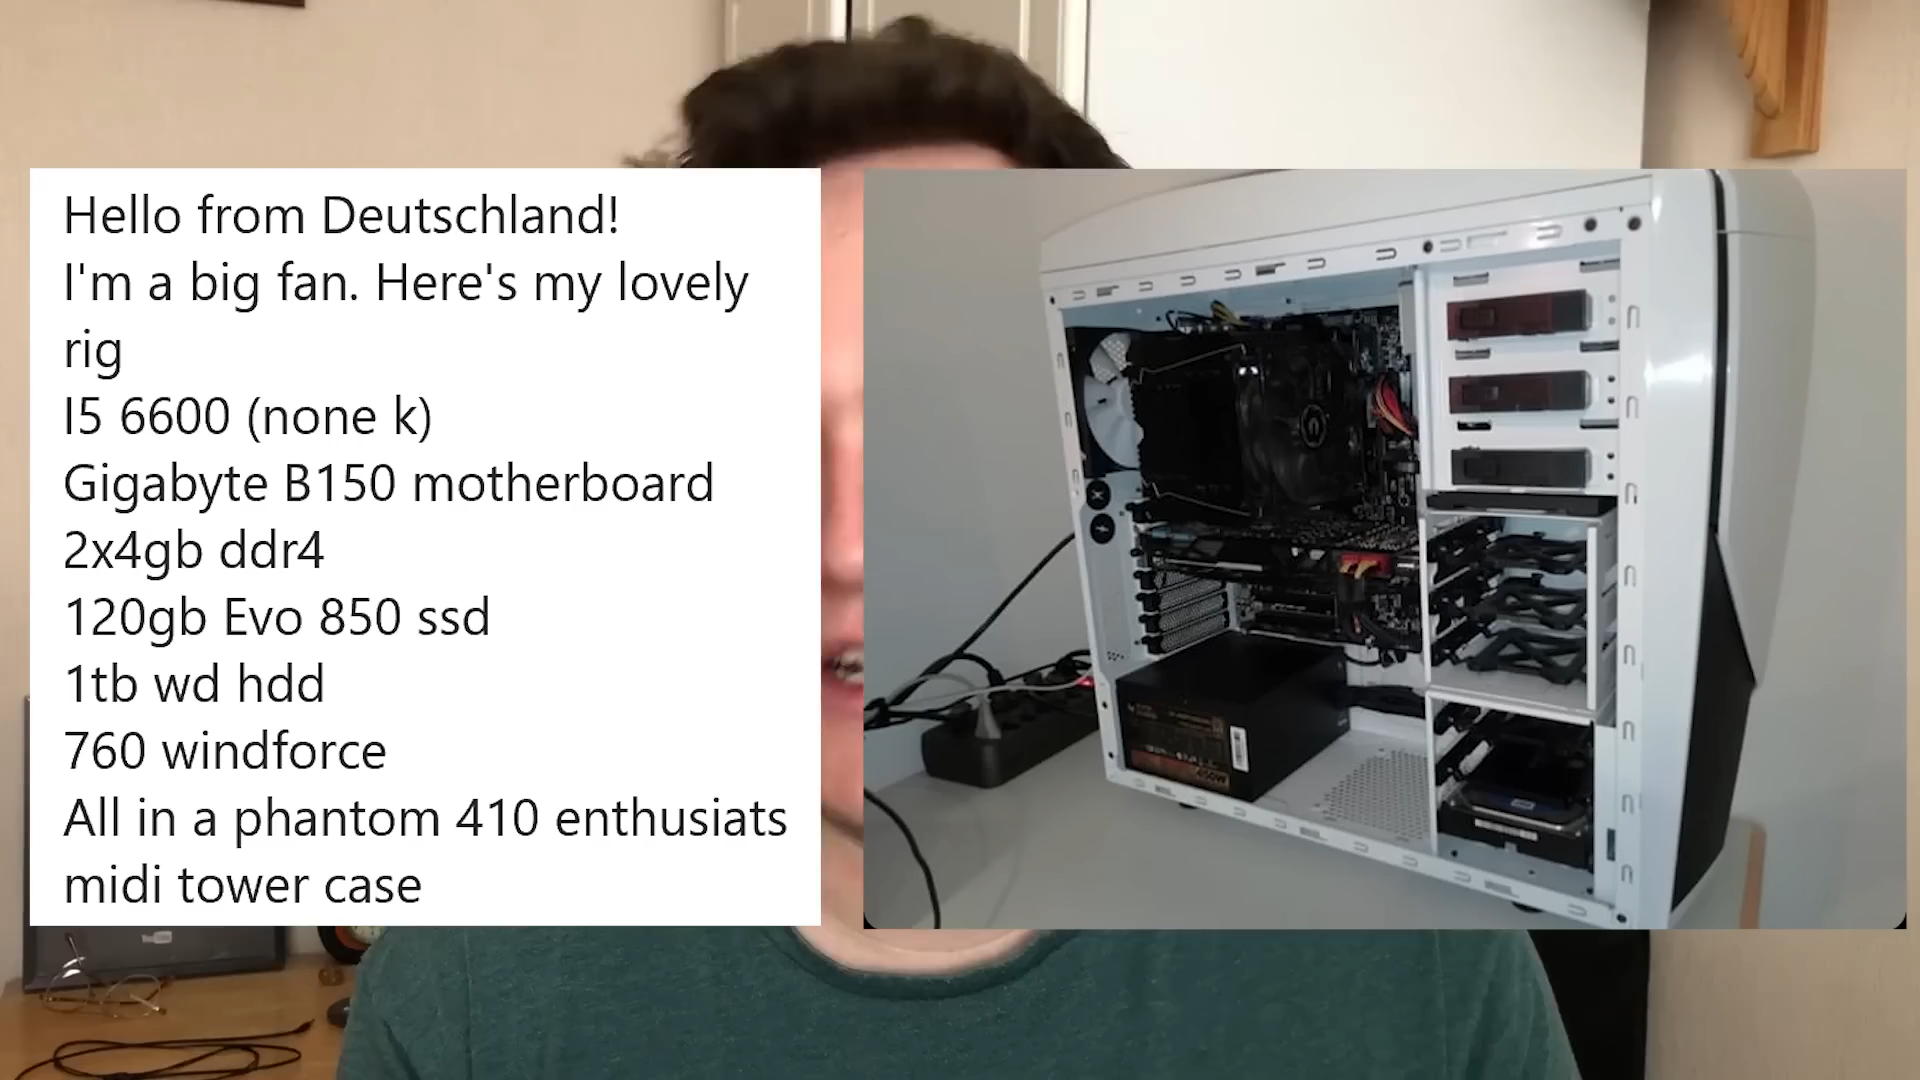 Hello from Deutschland!
I'm a big fan. Here's my lovely
rig
I5 6600 (none k)
Gigabyte B150 motherboard
2x4gb ddr4
120gb Evo 850 ssd
1tb wd hdd
760 windforce
All in a phantom 410 enthusiats
midi tower case
450W